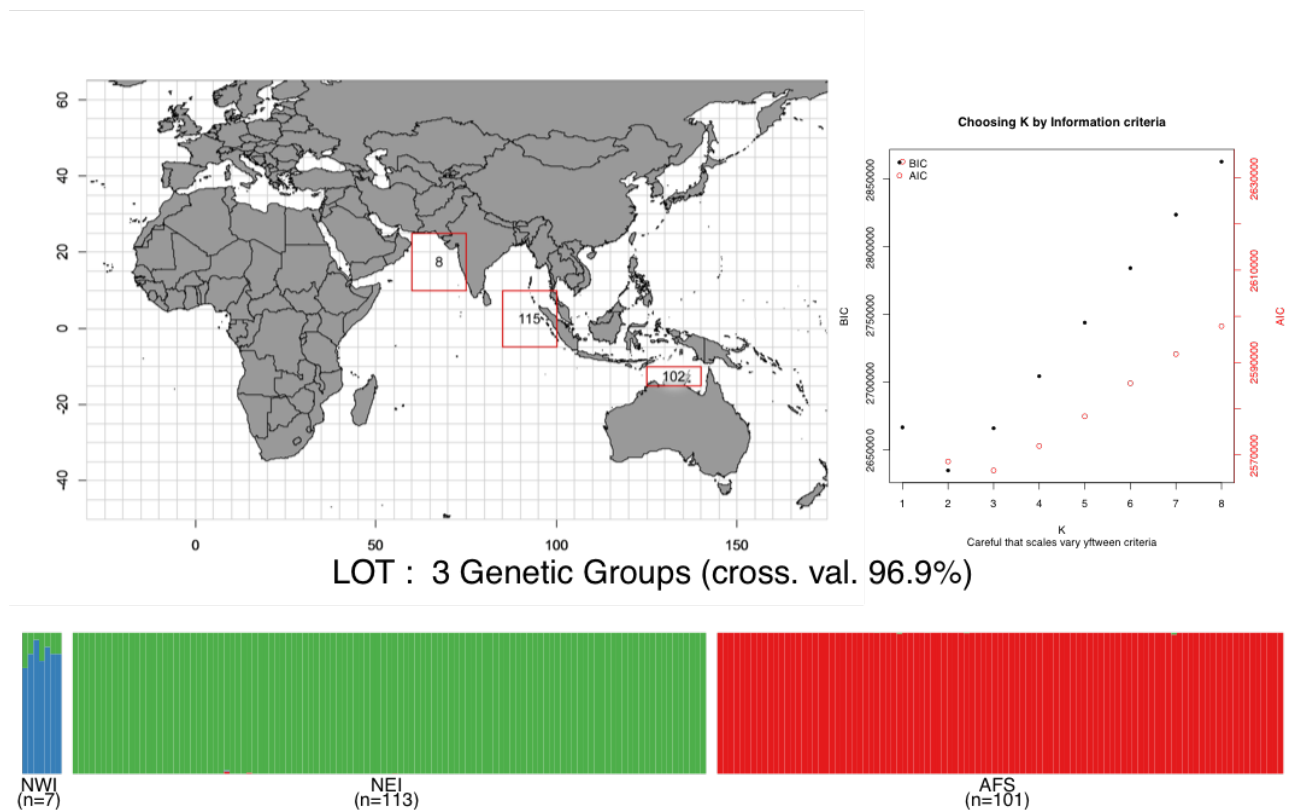 60
40
20
0
-20
-40
0
50
100
150
8
115
102
Choosing K by Information criteria
BIC
AIC
2850000
2800000
2750000
2700000
2650000
BIC
2630000
2610000
2590000
2570000
AIC
1 2 3 4 5 6 7 8
K
Careful that scales vary yftween criteria
LOT : 3 Genetic Groups (cross. val. 96.9%)
NWI
(n=7)
NEI
(n=113)
AFS
(n=101)